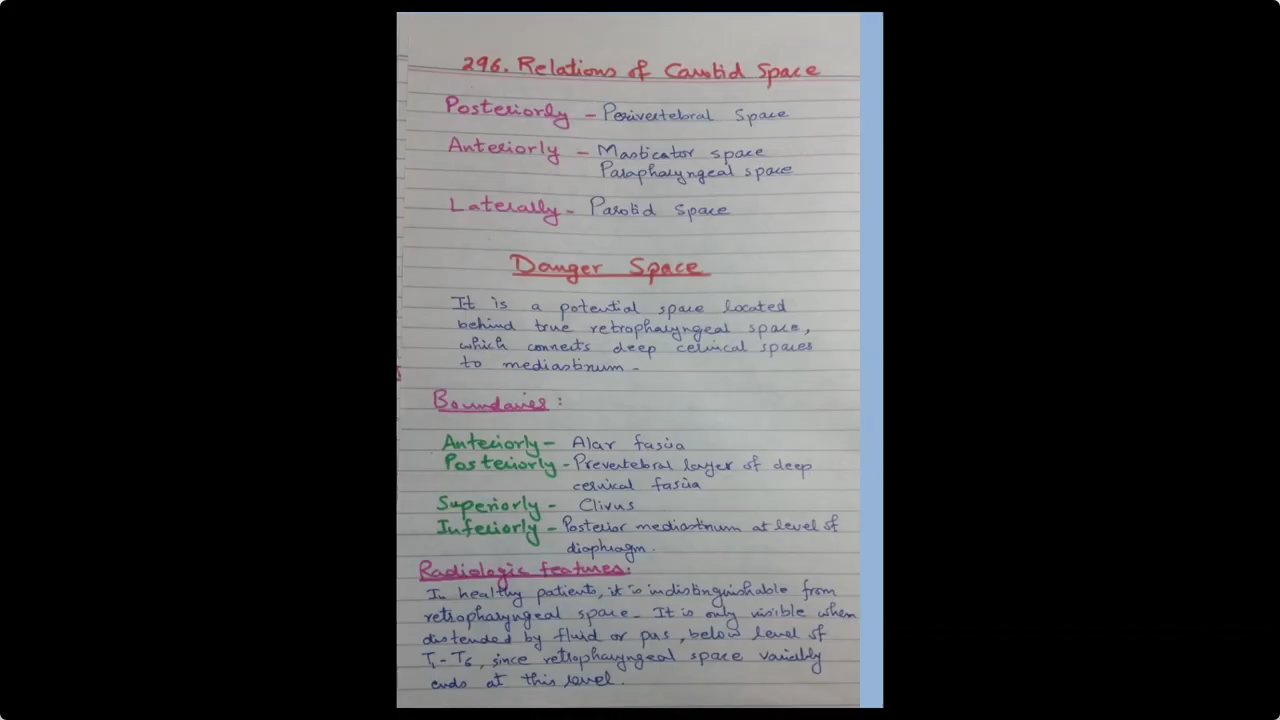 296. Relations of Carotid Space
Posteriorly - Perivertebral Space
Anteriorly - Masticator space
Parapharyngeal space
Laterally - Parotid Space
Danger Space
It is a potential space located
behind true retropharyngeal space,
which connects deep cervical spaces
to mediastinum -
Boundaries :
Anteriorly - Alar fascia
Posteriorly - Prevertebral layer of deep
cervical fascia
Superiorly - Clivus
Inferiorly - Posterior mediastinum at level of
diaphragm.
Radiologic features:
In healthy patients, it is indistinguishable from
retropharyngeal space - It is only visible when
distended by fluid or pus, below level of
T1-T6, since retropharyngeal space variably
ends at this level.